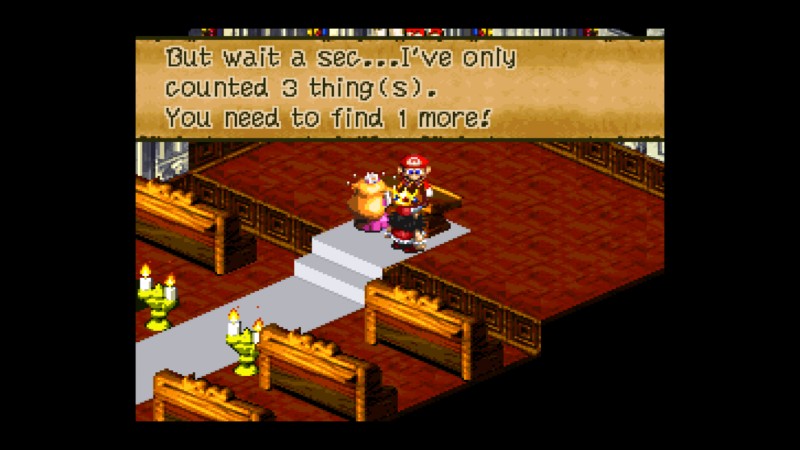 But wait a sec...I've only
counted 3 thing(s).
You need to find 1 more!